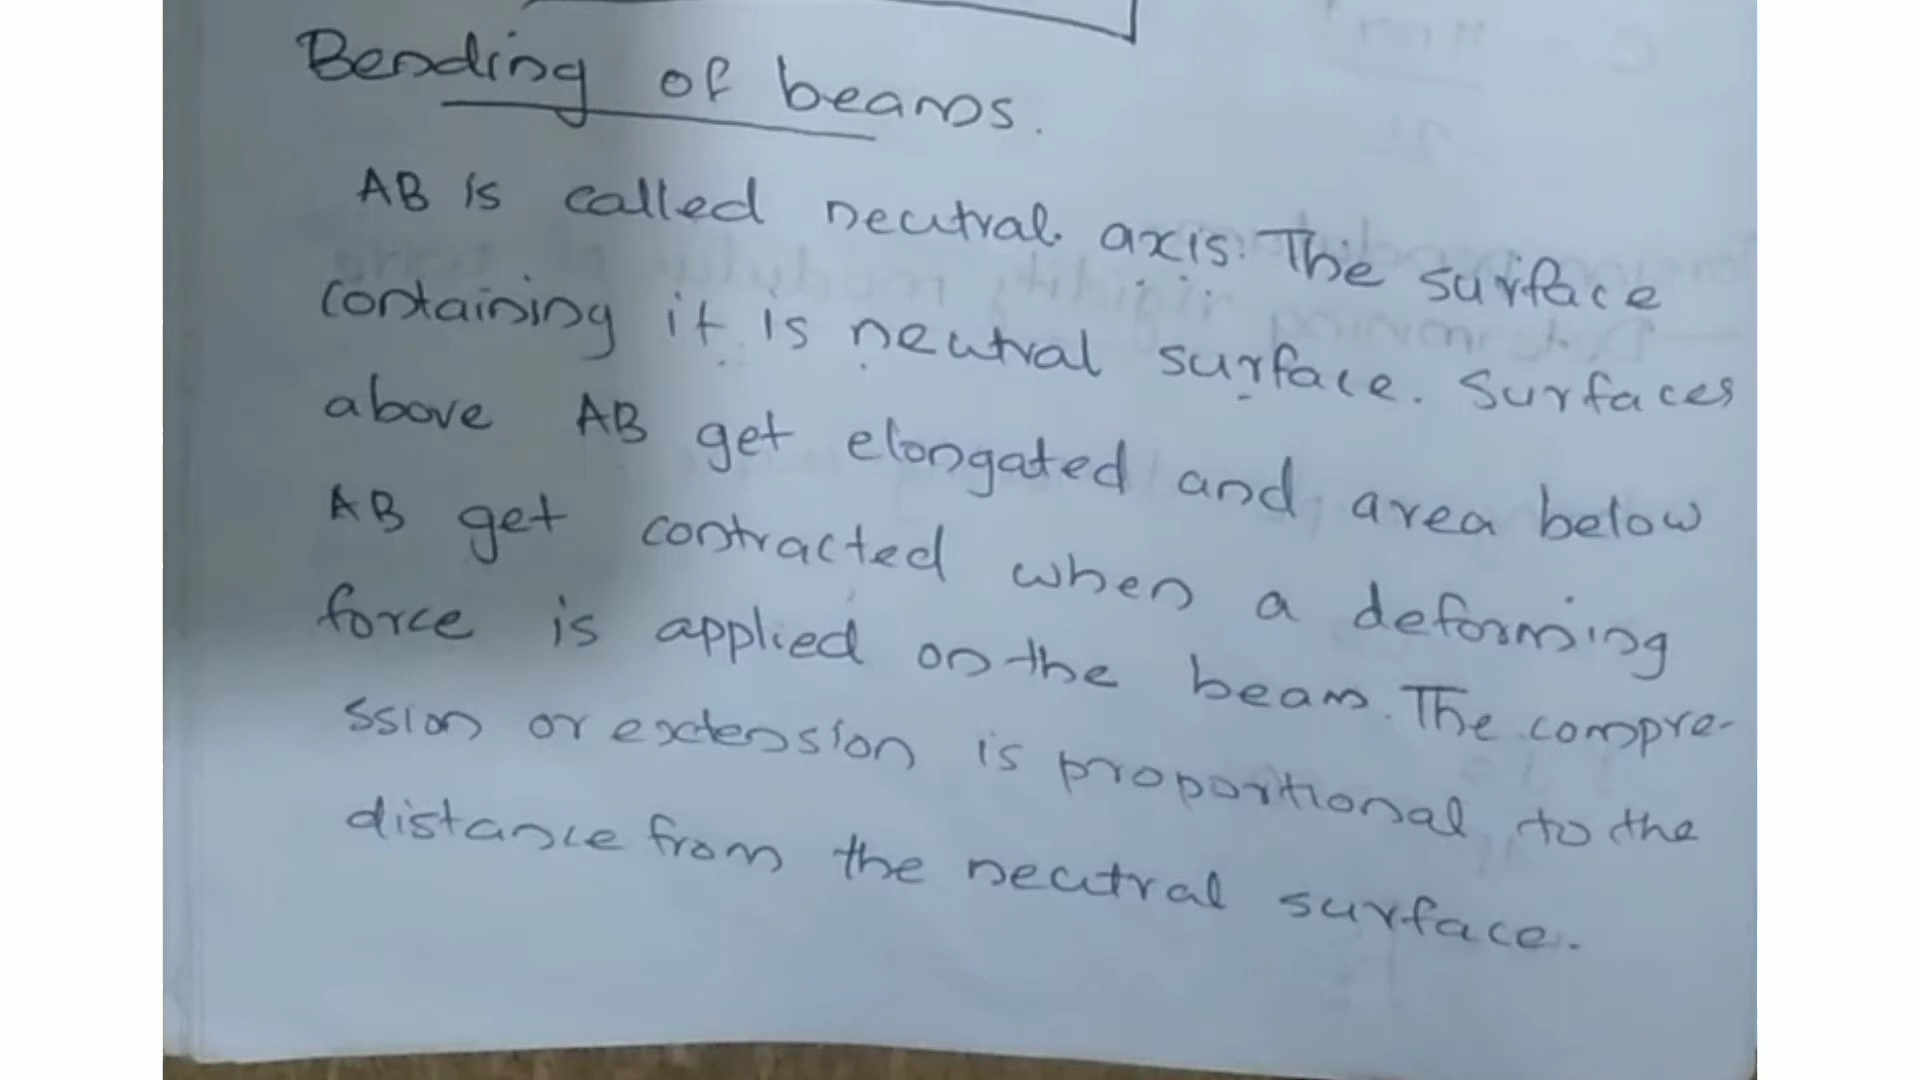 Bending of beams.
AB is called neutral axis. The surface
containing it is neutral surface. Surfaces
above AB get elongated and area below
AB get contracted when a deforming
force is applied on the beam. The compre-
ssion or extension is proportional to the
distance from the neutral surface.